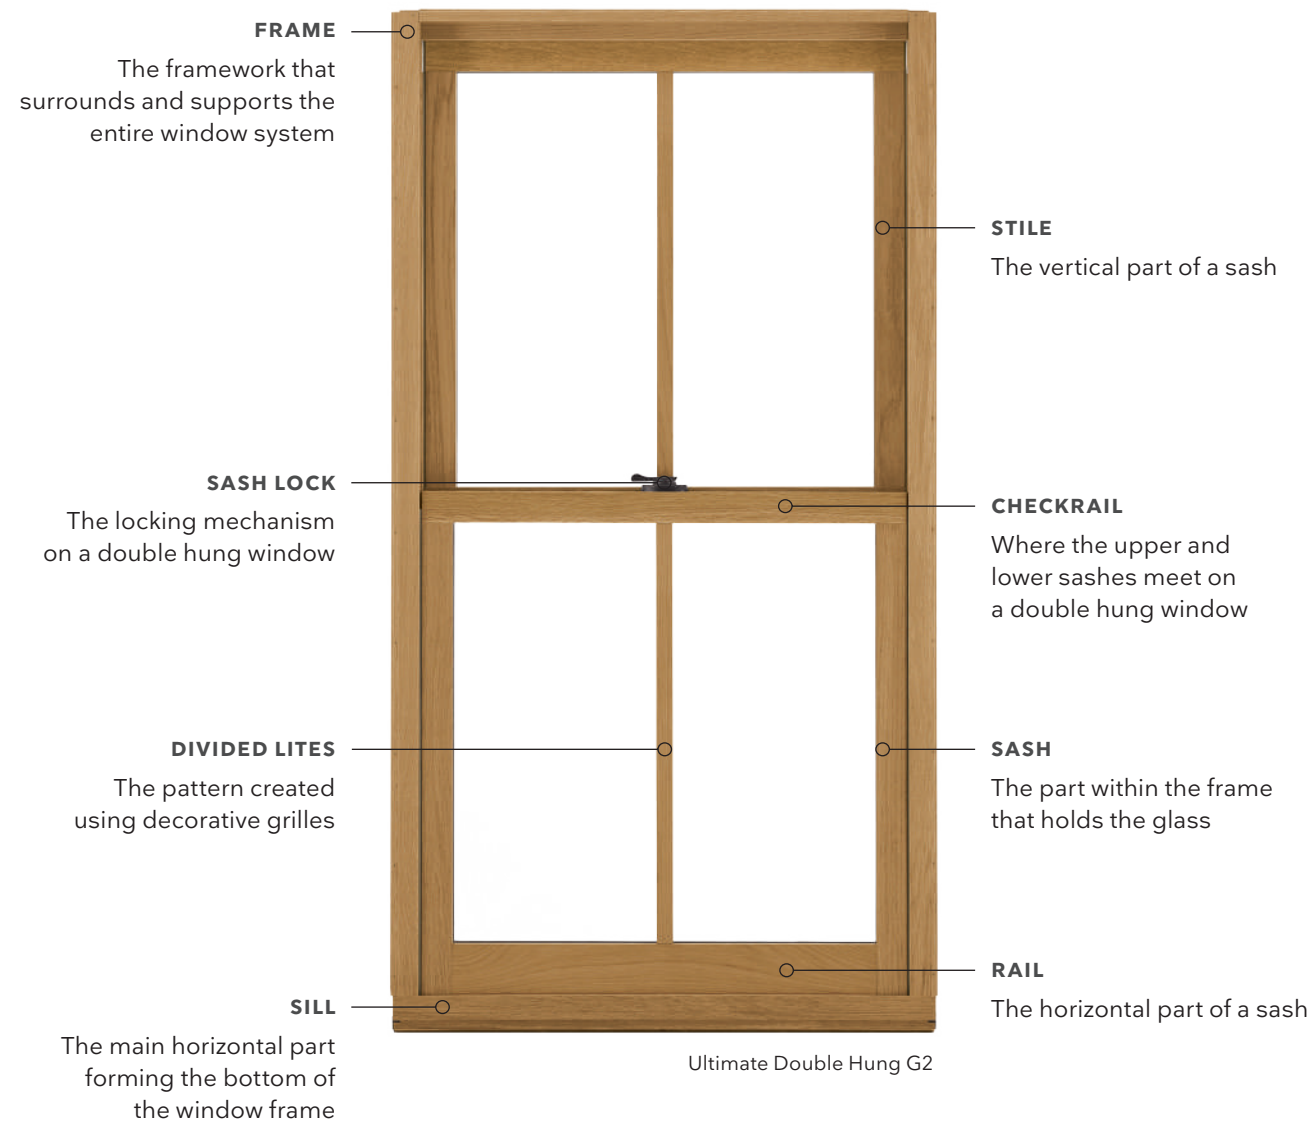 FRAME
The framework that
surrounds and supports the
entire window system
STILE
The vertical part of a sash
SASH LOCK
The locking mechanism
on a double hung window
CHECKRAIL
Where the upper and
lower sashes meet on
a double hung window
DIVIDED LITES
The pattern created
using decorative grilles
SASH
The part within the frame
that holds the glass
RAIL
The horizontal part of a sash
SILL
The main horizontal part
forming the bottom of
the window frame
Ultimate Double Hung G2